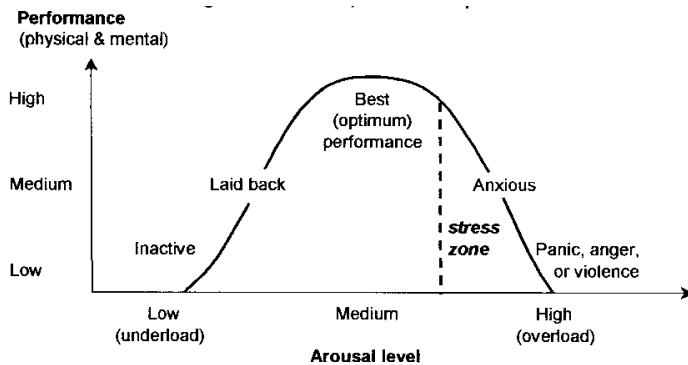 Performance
(physical & mental)
High
Best
(optimum)
performance
Medium
Laid back
Anxious
stress
zone
Inactive
Panic, anger,
or violence
Low
Low
(underload)
Medium
High
(overload)
Arousal level